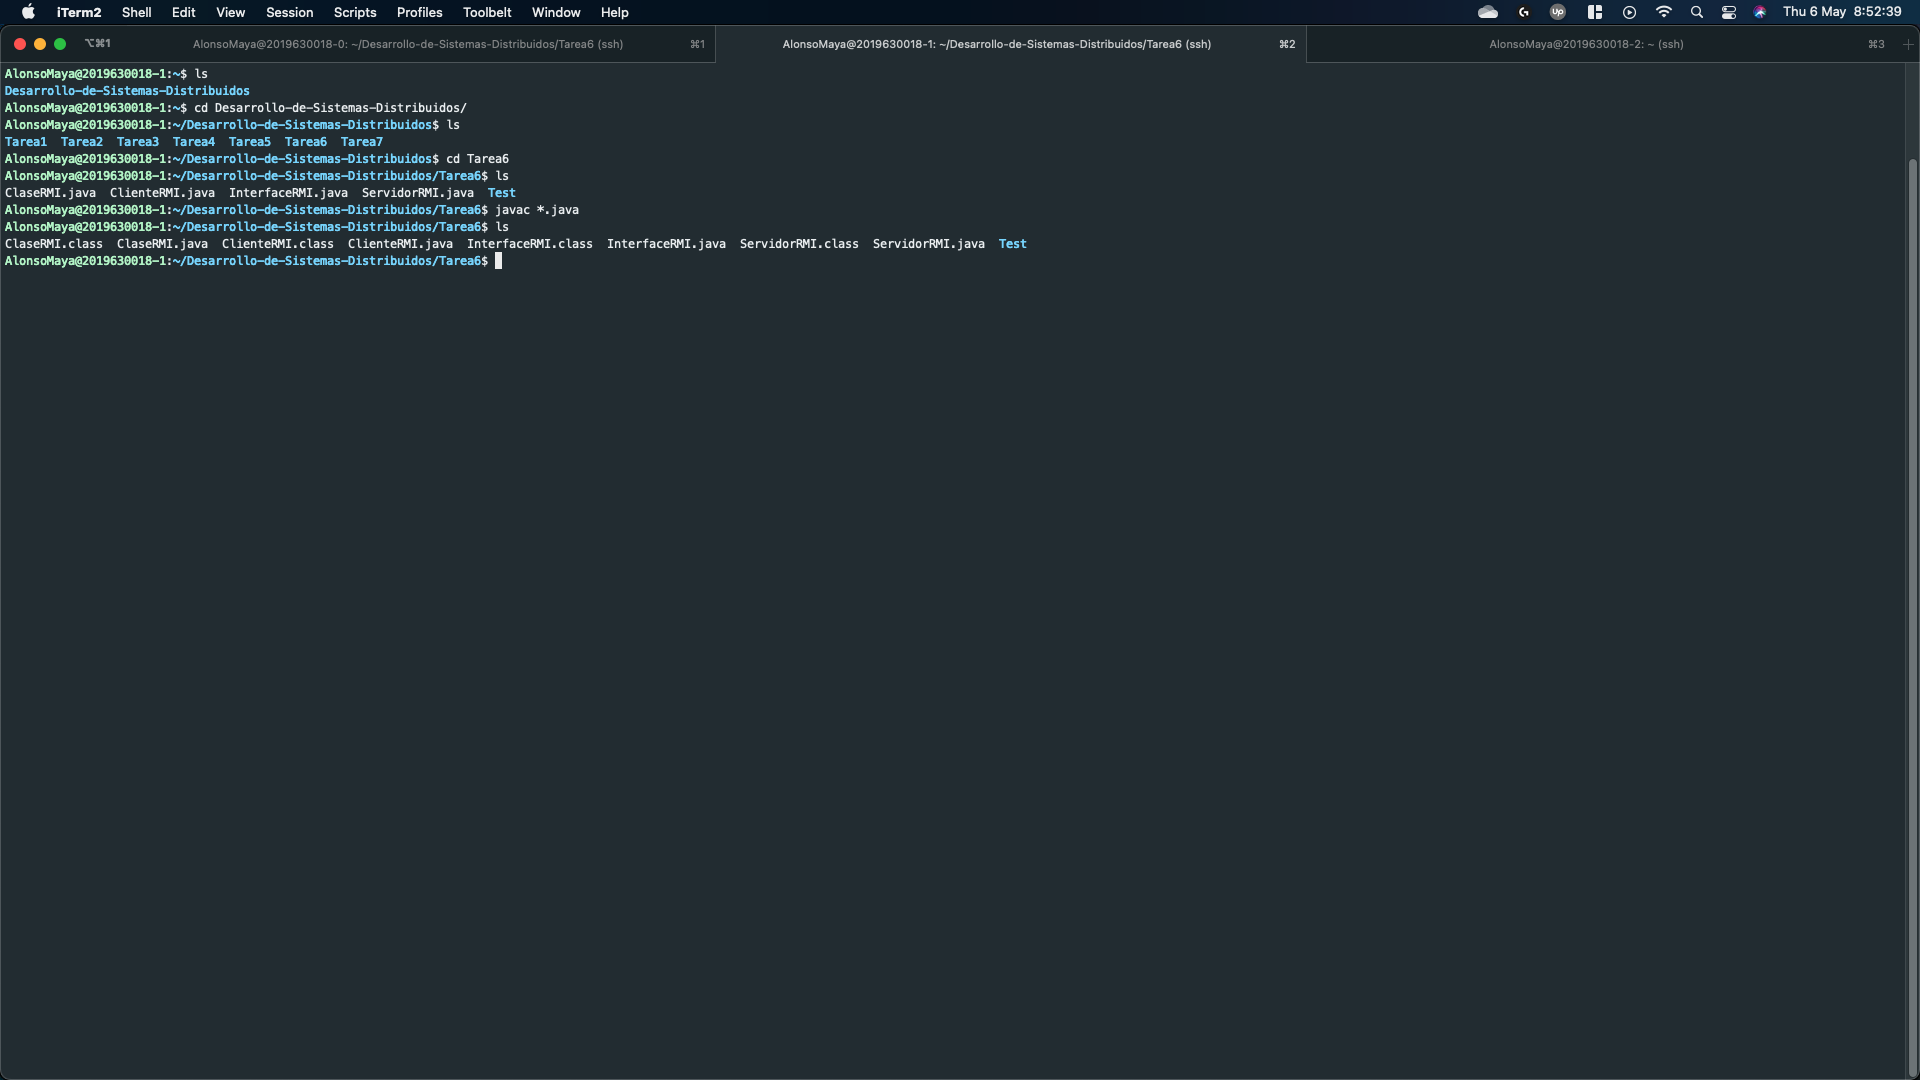 iTerm2 Shell Edit View Session Scripts Profiles Toolbelt Window Help UP Thu 6 May 8:52:39
⌥⌘1 AlonsoMaya@2019630018-0: ~/Desarrollo-de-Sistemas-Distribuidos/Tarea6 (ssh) ⌘1 AlonsoMaya@2019630018-1: ~/Desarrollo-de-Sistemas-Distribuidos/Tarea6 (ssh) ⌘2 AlonsoMaya@2019630018-2: ~ (ssh) ⌘3 +
AlonsoMaya@2019630018-1:~$ ls
Desarrollo-de-Sistemas-Distribuidos
AlonsoMaya@2019630018-1:~$ cd Desarrollo-de-Sistemas-Distribuidos/
AlonsoMaya@2019630018-1:~/Desarrollo-de-Sistemas-Distribuidos$ ls
Tarea1 Tarea2 Tarea3 Tarea4 Tarea5 Tarea6 Tarea7
AlonsoMaya@2019630018-1:~/Desarrollo-de-Sistemas-Distribuidos$ cd Tarea6
AlonsoMaya@2019630018-1:~/Desarrollo-de-Sistemas-Distribuidos/Tarea6$ ls
ClaseRMI.java ClienteRMI.java InterfaceRMI.java ServidorRMI.java Test
AlonsoMaya@2019630018-1:~/Desarrollo-de-Sistemas-Distribuidos/Tarea6$ javac *.java
AlonsoMaya@2019630018-1:~/Desarrollo-de-Sistemas-Distribuidos/Tarea6$ ls
ClaseRMI.class ClaseRMI.java ClienteRMI.class ClienteRMI.java InterfaceRMI.class InterfaceRMI.java ServidorRMI.class ServidorRMI.java Test
AlonsoMaya@2019630018-1:~/Desarrollo-de-Sistemas-Distribuidos/Tarea6$